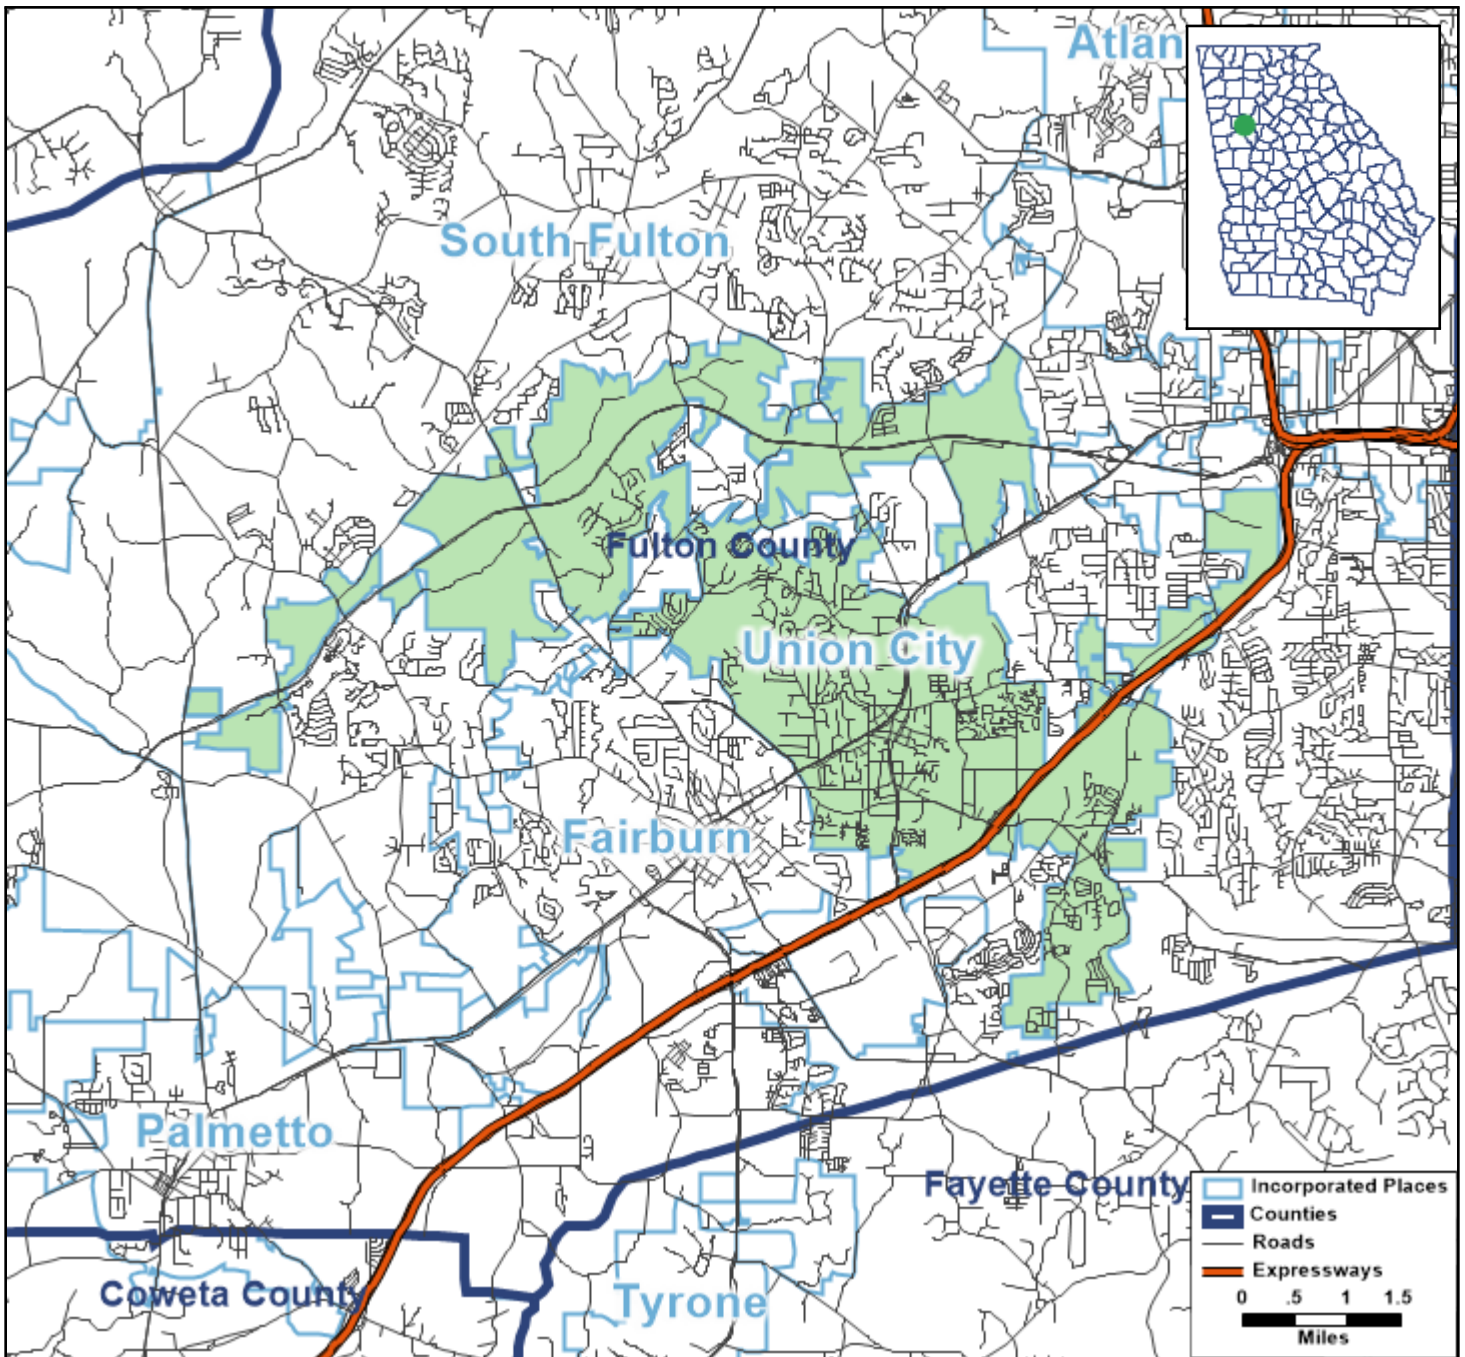 Atlan
South Fulton
Fulton County
Union City
Fairburn
Palmetto
Fayette County
Coweta County
Tyrone
Incorporated Places
Counties
Roads
Expressways
0 .5 1 1.5
Miles